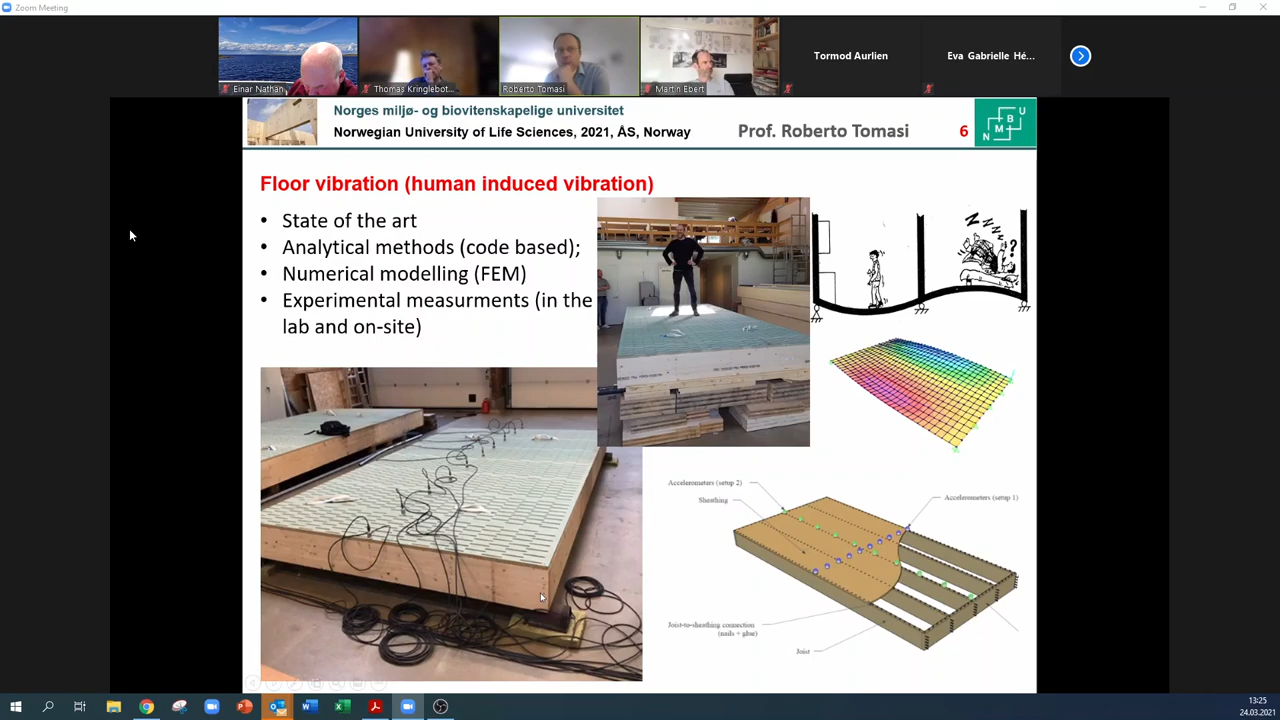 Zoom Meeting
Einar Nathan
Thomas Kringlebot...
Roberto Tomasi
Martin Ebert
Tormod Aurlien
Eva Gabrielle Hé...
Norges miljø- og biovitenskapelige universitet
Norwegian University of Life Sciences, 2021, ÅS, Norway
Prof. Roberto Tomasi
6
N M B U
Floor vibration (human induced vibration)
• State of the art
• Analytical methods (code based);
• Numerical modelling (FEM)
• Experimental measurments (in the
lab and on-site)
Z Z Z Z Z
?
Accelerometers (setup 2)
Sheathing
Accelerometers (setup 1)
Joist-to-sheathing connection
(nails + glue)
Joist
13:25
24.03.2021